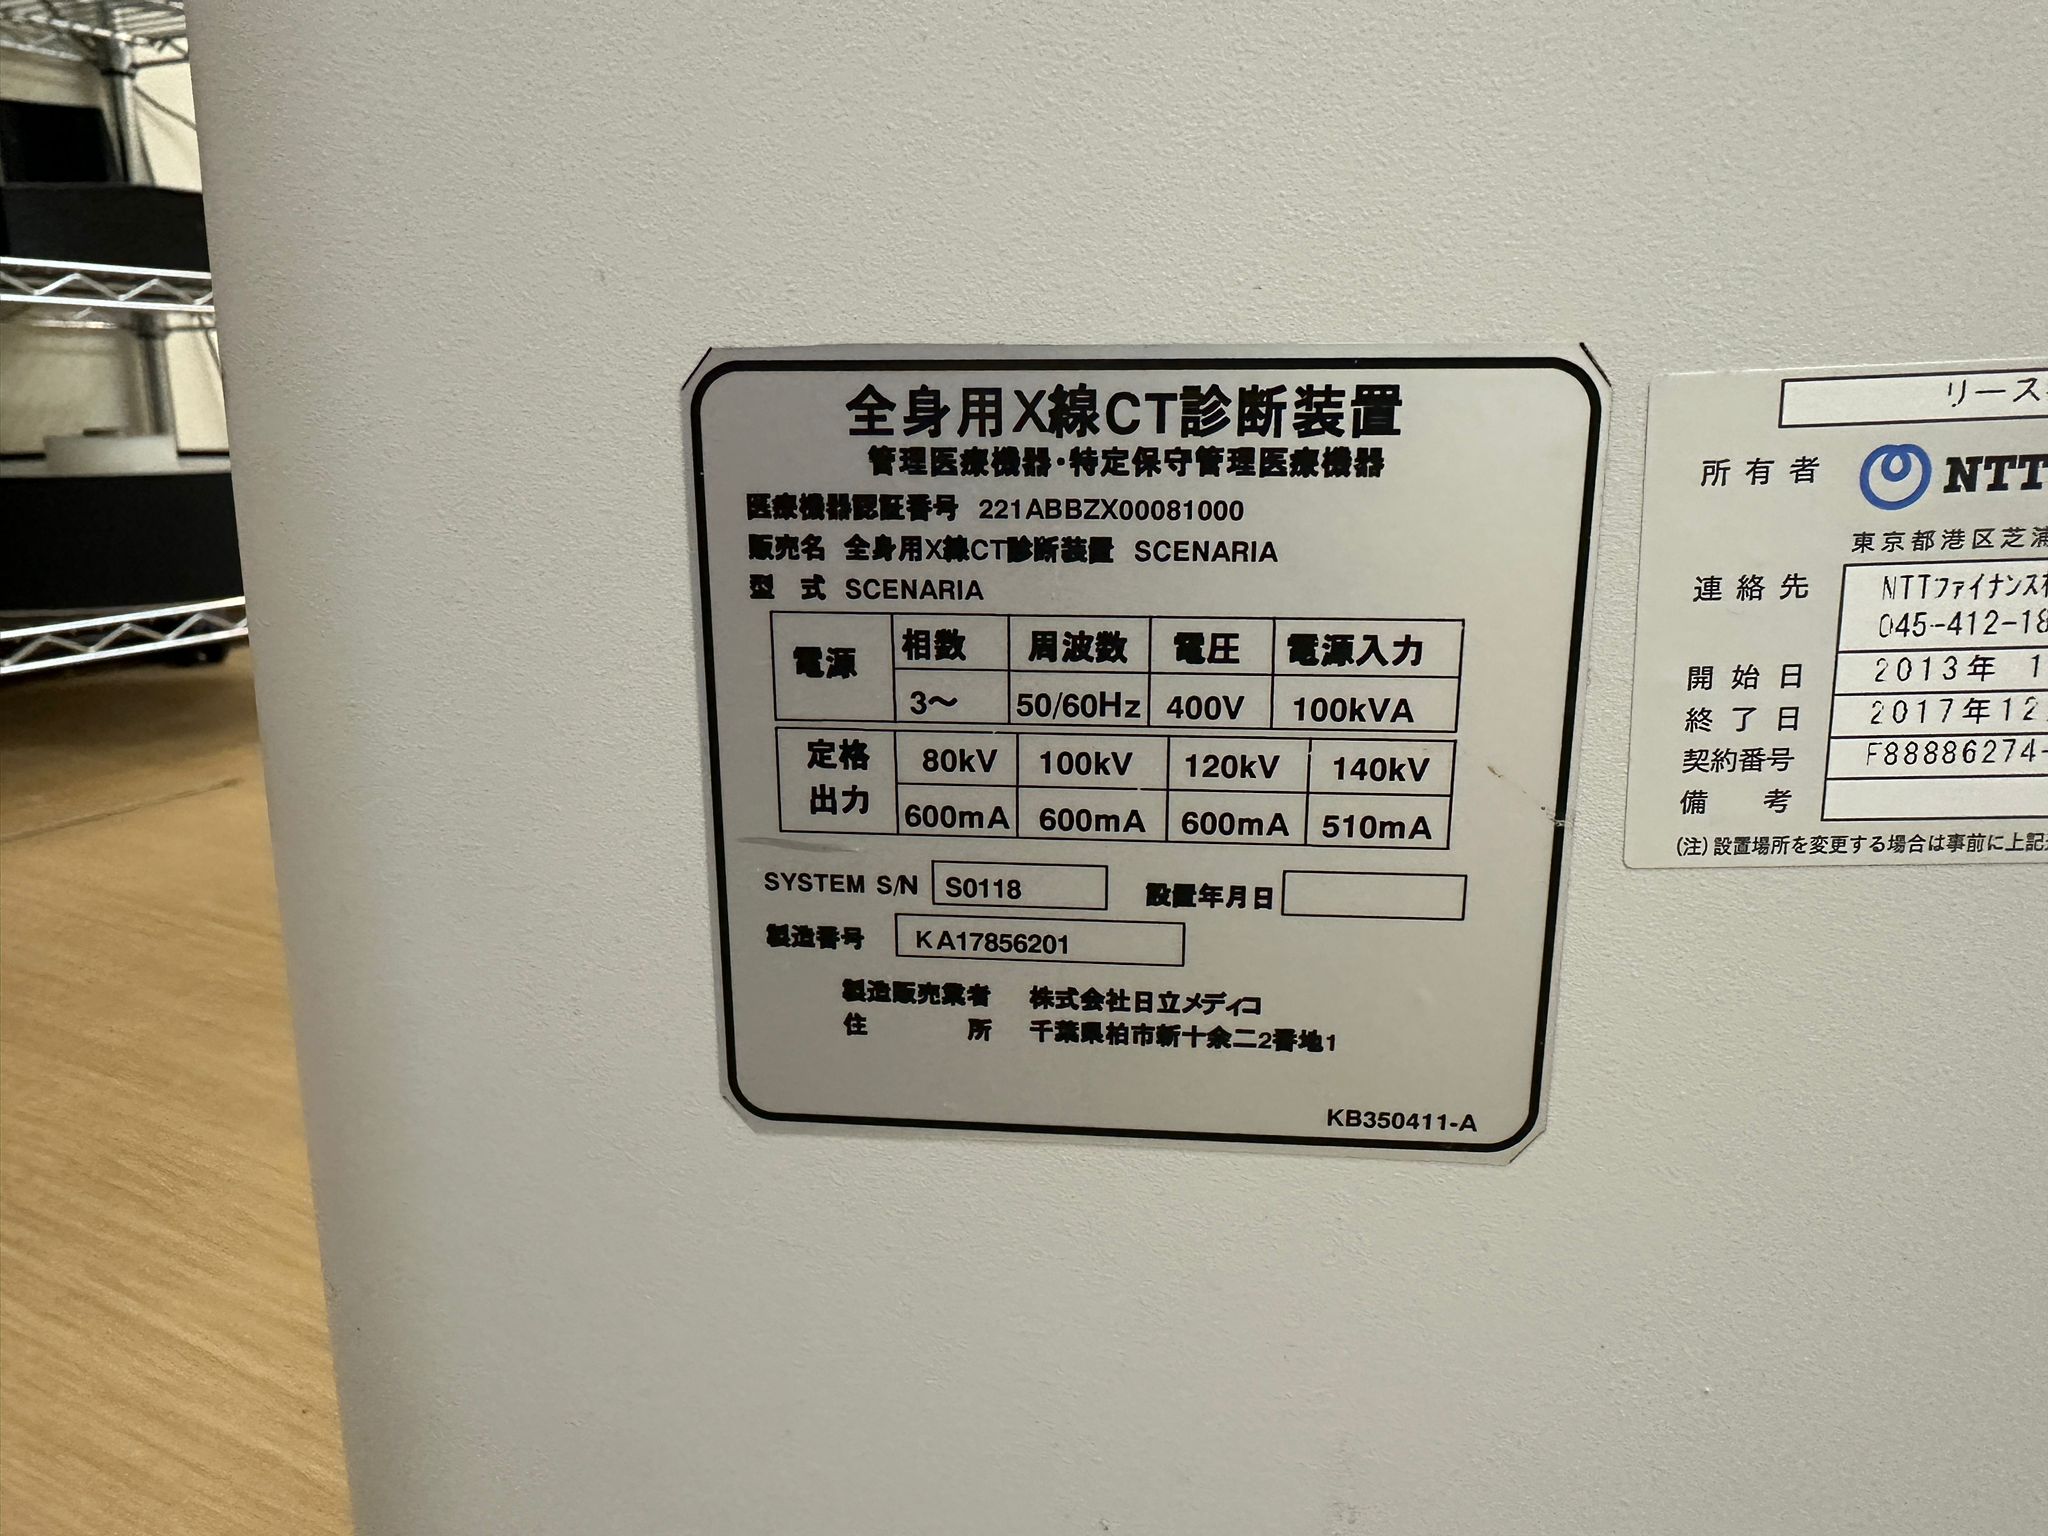 全身用X線CT診断装置
管理医療機器・特定保守管理医療機器
医療機器認証番号 221ABBZX00081000
販売名 全身用X線CT診断装置 SCENARIA
型 式 SCENARIA
電源 相数 周波数 電圧 電源入力
3～ 50/60Hz 400V 100kVA
定格出力 80kV 100kV 120kV 140kV
600mA 600mA 600mA 510mA
SYSTEM S/N S0118 設置年月日
製造番号 KA17856201
製造販売業者 株式会社日立メディコ
住 所 千葉県柏市新十余二2番地1
KB350411-A
リース
所有者 NTT
東京都港区芝浦
連絡先 NTTファイナンス
045-412-18
開始日 2013年 1
終了日 2017年12
契約番号 F88886274-
備 考
(注)設置場所を変更する場合は事前に上記